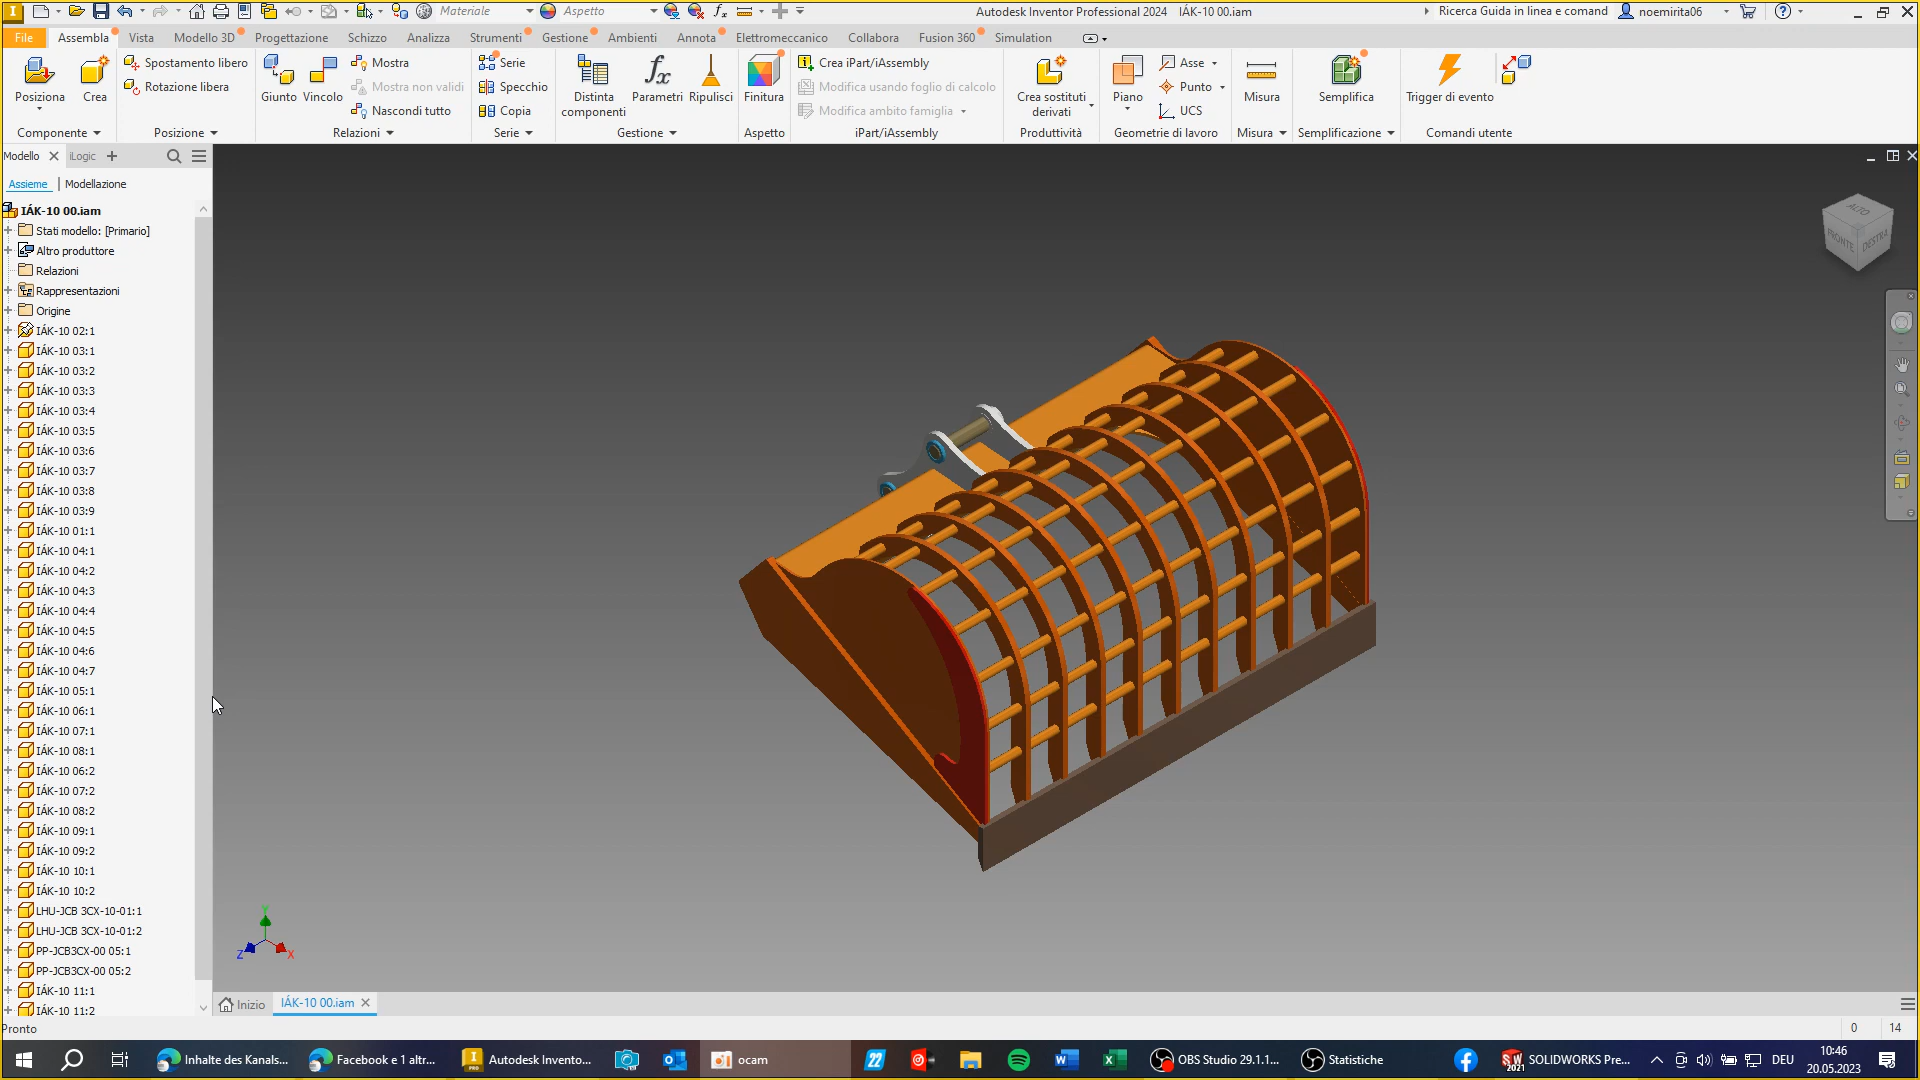 Materiale
Aspetto
Autodesk Inventor Professional 2024 IÁK-10 00.iam
Ricerca Guida in linea e comand
noemirita06
File
Assembla
Vista
Modello 3D
Progettazione
Schizzo
Analizza
Strumenti
Gestione
Ambienti
Annota
Elettromeccanico
Collabora
Fusion 360
Simulation
Posiziona
Crea
Spostamento libero
Rotazione libera
Giunto
Vincolo
Mostra
Mostra non validi
Nascondi tutto
Serie
Specchio
Copia
Distinta
componenti
Parametri
Ripulisci
Finitura
Crea iPart/iAssembly
Modifica usando foglio di calcolo
Modifica ambito famiglia
Crea sostituti
derivati
Piano
Asse
Punto
UCS
Misura
Semplifica
Trigger di evento
Componente
Posizione
Relazioni
Serie
Gestione
Aspetto
iPart/iAssembly
Produttività
Geometrie di lavoro
Misura
Semplificazione
Comandi utente
Modello
iLogic
Assieme | Modellazione
IÁK-10 00.iam
Stati modello: [Primario]
Altro produttore
Relazioni
Rappresentazioni
Origine
IÁK-10 02:1
IÁK-10 03:1
IÁK-10 03:2
IÁK-10 03:3
IÁK-10 03:4
IÁK-10 03:5
IÁK-10 03:6
IÁK-10 03:7
IÁK-10 03:8
IÁK-10 03:9
IÁK-10 01:1
IÁK-10 04:1
IÁK-10 04:2
IÁK-10 04:3
IÁK-10 04:4
IÁK-10 04:5
IÁK-10 04:6
IÁK-10 04:7
IÁK-10 05:1
IÁK-10 06:1
IÁK-10 07:1
IÁK-10 08:1
IÁK-10 06:2
IÁK-10 07:2
IÁK-10 08:2
IÁK-10 09:1
IÁK-10 09:2
IÁK-10 10:1
IÁK-10 10:2
LHU-JCB 3CX-10-01:1
LHU-JCB 3CX-10-01:2
PP-JCB3CX-00 05:1
PP-JCB3CX-00 05:2
IÁK-10 11:1
IÁK-10 11:2
ALTO
FRONTE
DESTRA
Y
Z
X
Inizio
IÁK-10 00.iam
Pronto
0
14
Inhalte des Kanals...
Facebook e 1 altr...
Autodesk Invento...
ocam
22
OBS Studio 29.1.1...
Statistiche
SOLIDWORKS Pre...
DEU
10:46
20.05.2023